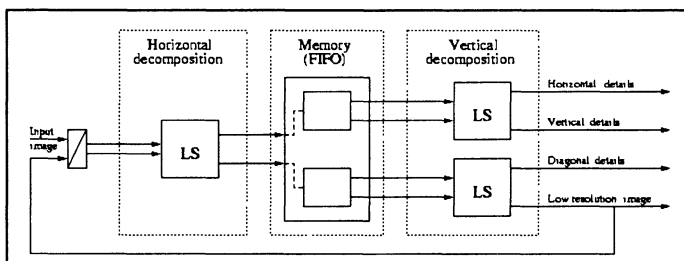 Horizontal
decomposition
Memory
(FIFO)
Vertical
decomposition
Input
image
LS
LS
LS
Horizontal details
Vertical details
Diagonal details
Low resolution image